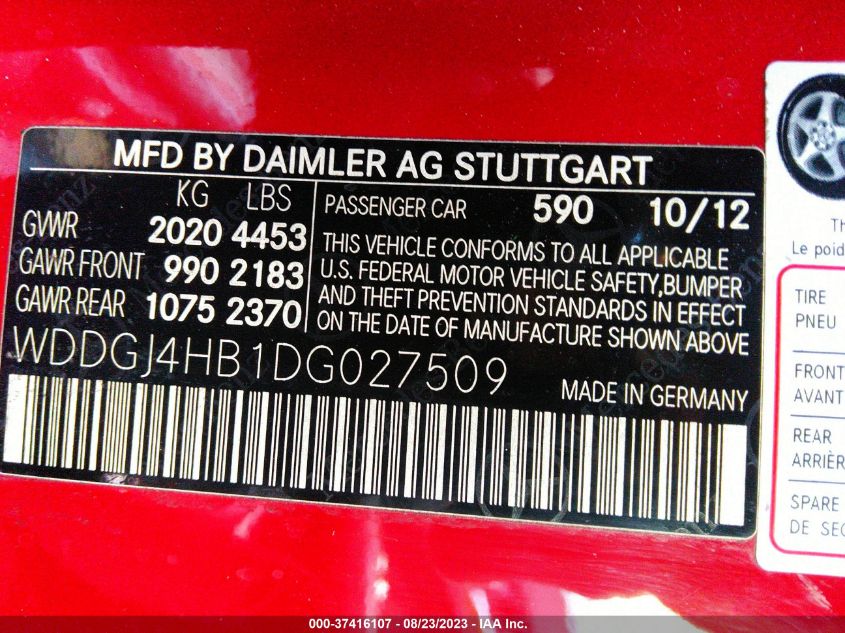 MFD BY DAIMLER AG STUTTGART
KG LBS
GVWR 2020 4453
GAWR FRONT 990 2183
GAWR REAR 1075 2370
PASSENGER CAR 590 10/12
THIS VEHICLE CONFORMS TO ALL APPLICABLE
U.S. FEDERAL MOTOR VEHICLE SAFETY,BUMPER
AND THEFT PREVENTION STANDARDS IN EFFECT
ON THE DATE OF MANUFACTURE SHOWN ABOVE
WDDGJ4HB1DG027509
MADE IN GERMANY
Th
Le poid
TIRE
PNEU
FRONT
AVANT
REAR
ARRIÈR
SPARE
DE SEC
000-37416107 - 08/23/2023 - IAA Inc.